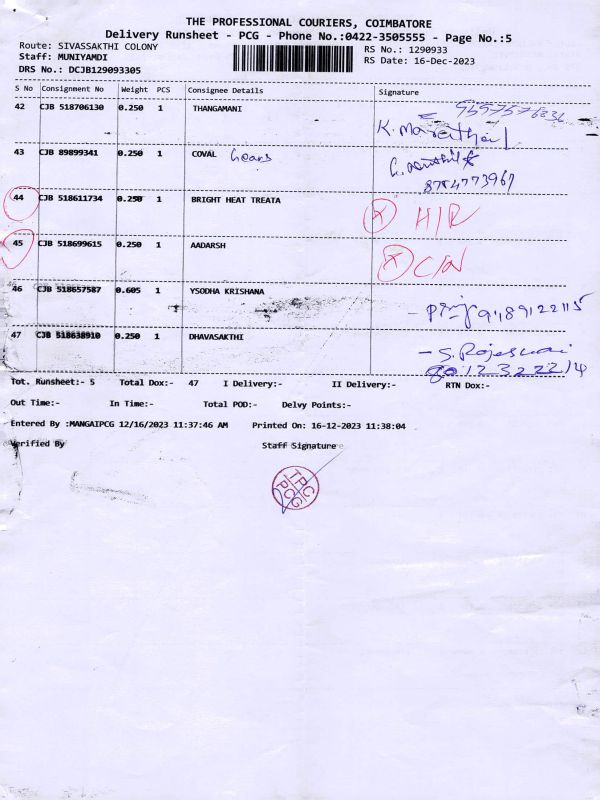 THE PROFESSIONAL COURIERS, COIMBATORE
Delivery Runsheet - PCG - Phone No.:0422-3505555 - Page No.:5
Route: SIVASSAKTHI COLONY RS No.: 1290933
Staff: MUNIYAMDI RS Date: 16-Dec-2023
DRS No.: DCJB129093305
S No Consignment No Weight PCS Consignee Details Signature
42 CJB 518706130 0.250 1 THANGAMANI
K.
43 CJB 89899341 0.250 1 COVAL Gears
8754773967
44 CJB 518611734 0.250 1 BRIGHT HEAT TREATA X H/R
45 CJB 518699615 0.250 1 AADARSH X
46 CJB 518657587 0.605 1 YSODHA KRISHANA
9489122115
47 CJB 518638910 0.250 1 DHAVASAKTHI
- S. Rajeswari
Tot. Runsheet:- 5 Total Dox:- 47 I Delivery:- II Delivery:- RTN Dox:-
Out Time:- In Time:- Total POD:- Delvy Points:-
Entered By :MANGAIPCG 12/16/2023 11:37:46 AM Printed On: 16-12-2023 11:38:04
Verified By Staff Signature
TPC
PCG